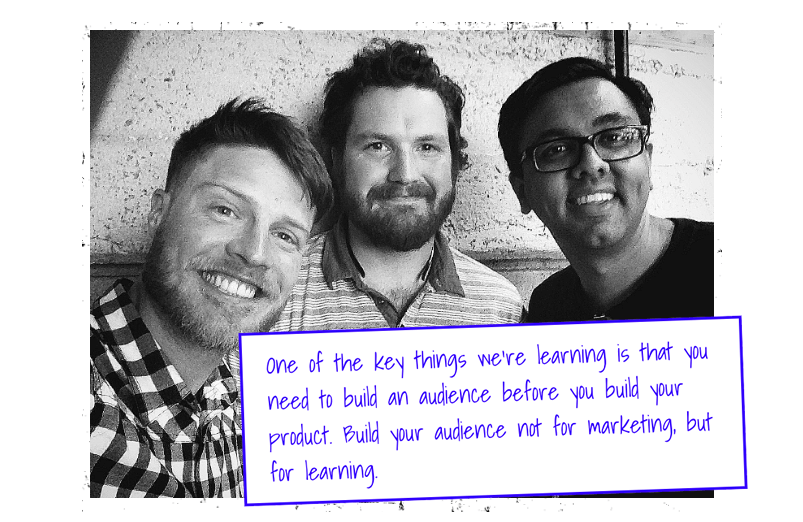 One of the key things we're learning is that you
need to build an audience before you build your
product. Build your audience not for marketing, but
for learning.